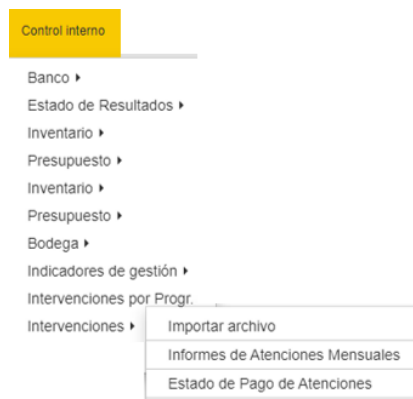 Control interno
Banco
Estado de Resultados
Inventario
Presupuesto
Inventario
Presupuesto
Bodega
Indicadores de gestión
Intervenciones por Progr.
Intervenciones
Importar archivo
Informes de Atenciones Mensuales
Estado de Pago de Atenciones